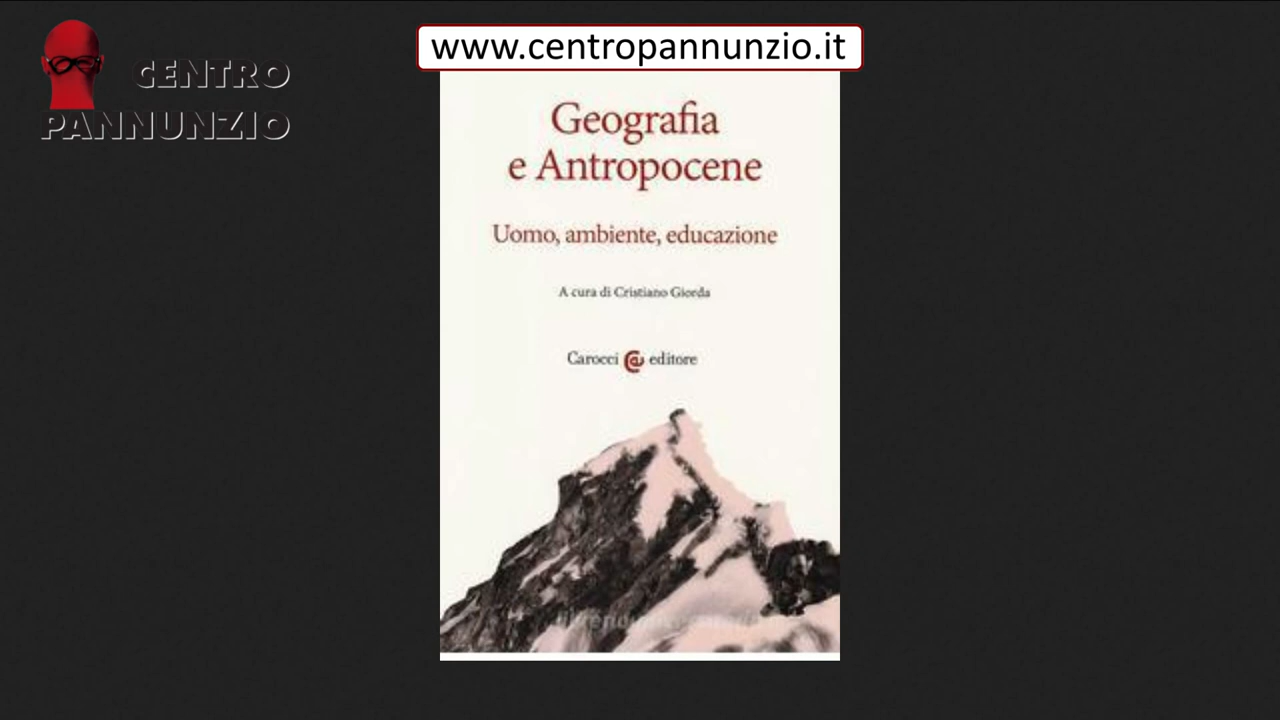 CENTRO
PANNUNZIO
www.centropannunzio.it
Geografia
e Antropocene
Uomo, ambiente, educazione
A cura di Cristiano Giorda
Carocci editore